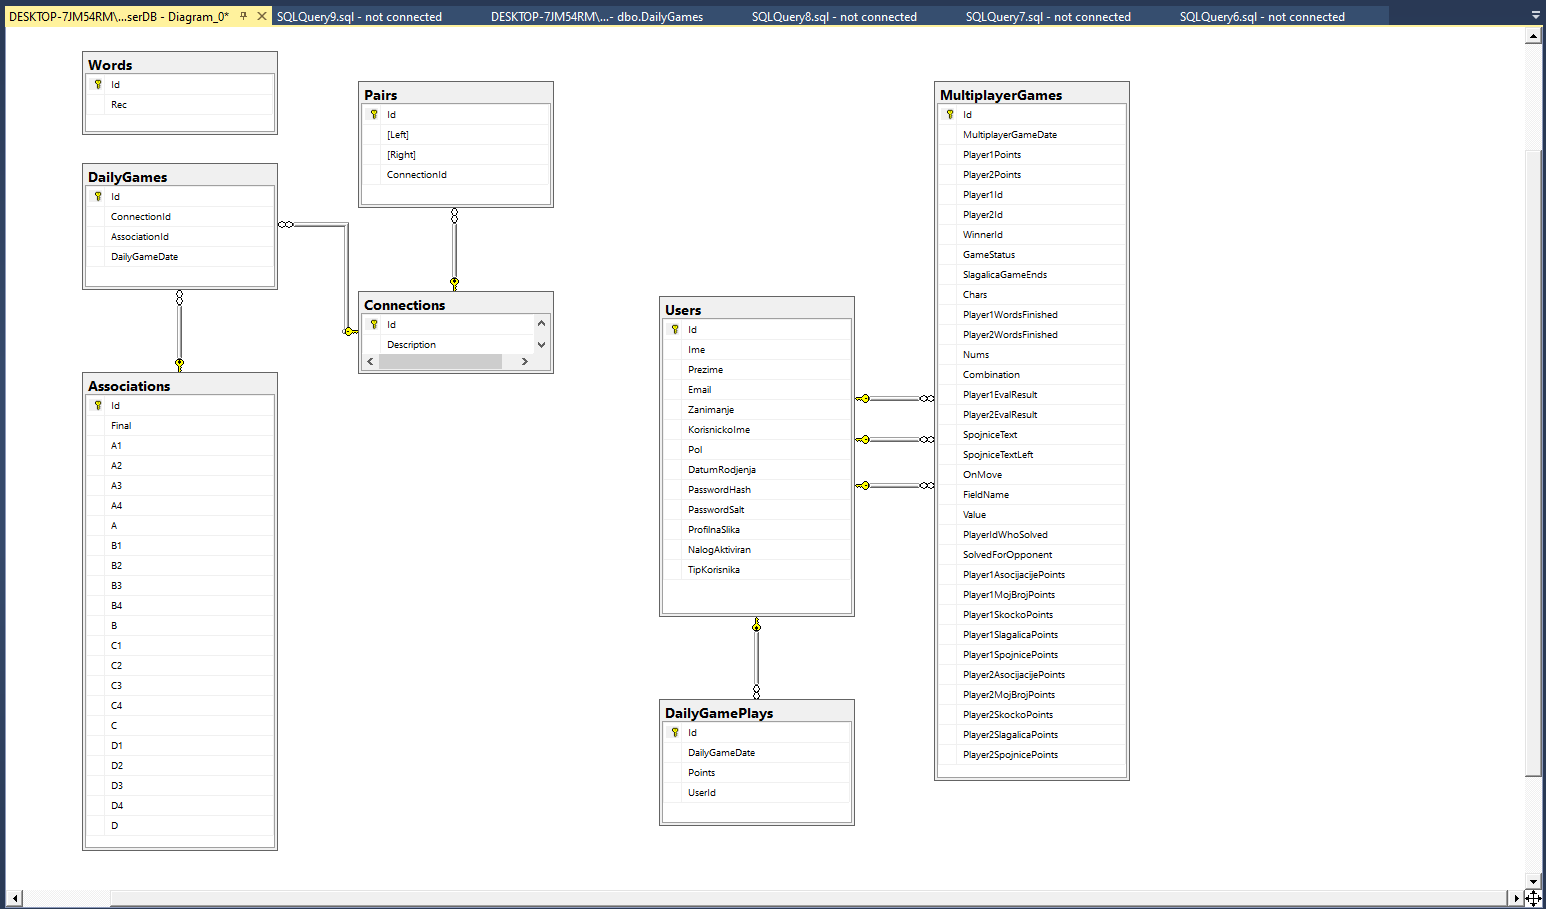 DESKTOP-7JM54RM\...serDB - Diagram_0*
SQLQuery9.sql - not connected
DESKTOP-7JM54RM\...- dbo.DailyGames
SQLQuery8.sql - not connected
SQLQuery7.sql - not connected
SQLQuery6.sql - not connected
Words
Id
Rec
DailyGames
Id
ConnectionId
AssociationId
DailyGameDate
Associations
Id
Final
A1
A2
A3
A4
A
B1
B2
B3
B4
B
C1
C2
C3
C4
C
D1
D2
D3
D4
D
Pairs
Id
[Left]
[Right]
ConnectionId
Connections
Id
Description
Users
Id
Ime
Prezime
Email
Zanimanje
KorisnickoIme
Pol
DatumRodjenja
PasswordHash
PasswordSalt
ProfilnaSlika
NalogAktiviran
TipKorisnika
DailyGamePlays
Id
DailyGameDate
Points
UserId
MultiplayerGames
Id
MultiplayerGameDate
Player1Points
Player2Points
Player1Id
Player2Id
WinnerId
GameStatus
SlagalicaGameEnds
Chars
Player1WordsFinished
Player2WordsFinished
Nums
Combination
Player1EvalResult
Player2EvalResult
SpojniceText
SpojniceTextLeft
OnMove
FieldName
Value
PlayerIdWhoSolved
SolvedForOpponent
Player1AsocijacijePoints
Player1MojBrojPoints
Player1SkockoPoints
Player1SlagalicaPoints
Player1SpojnicePoints
Player2AsocijacijePoints
Player2MojBrojPoints
Player2SkockoPoints
Player2SlagalicaPoints
Player2SpojnicePoints